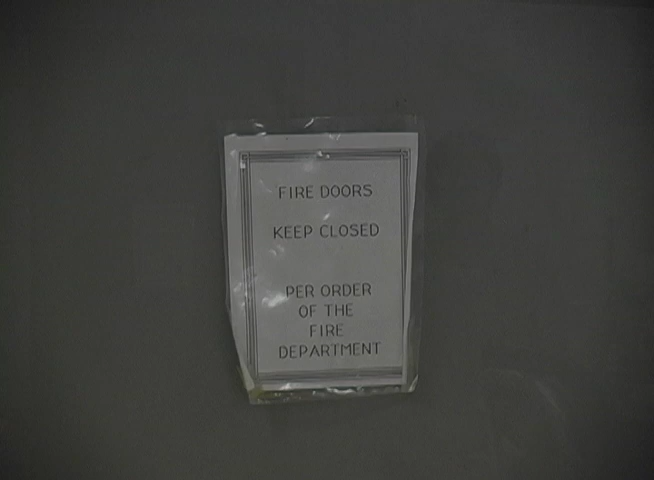 FIRE DOORS
KEEP CLOSED
PER ORDER
OF THE
FIRE
DEPARTMENT